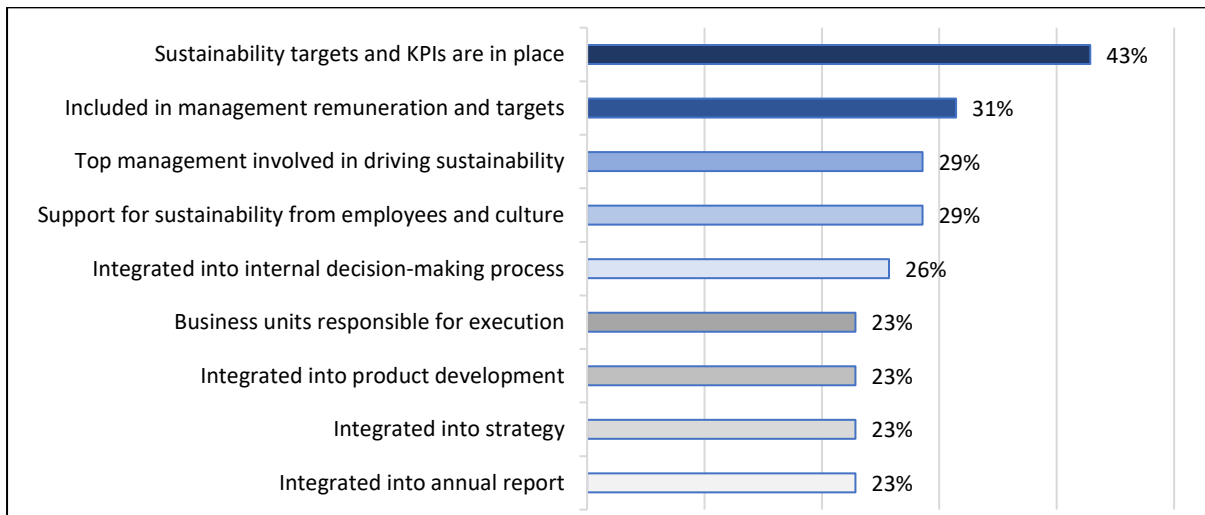 Sustainability targets and KPIs are in place 43%
Included in management remuneration and targets 31%
Top management involved in driving sustainability 29%
Support for sustainability from employees and culture 29%
Integrated into internal decision-making process 26%
Business units responsible for execution 23%
Integrated into product development 23%
Integrated into strategy 23%
Integrated into annual report 23%